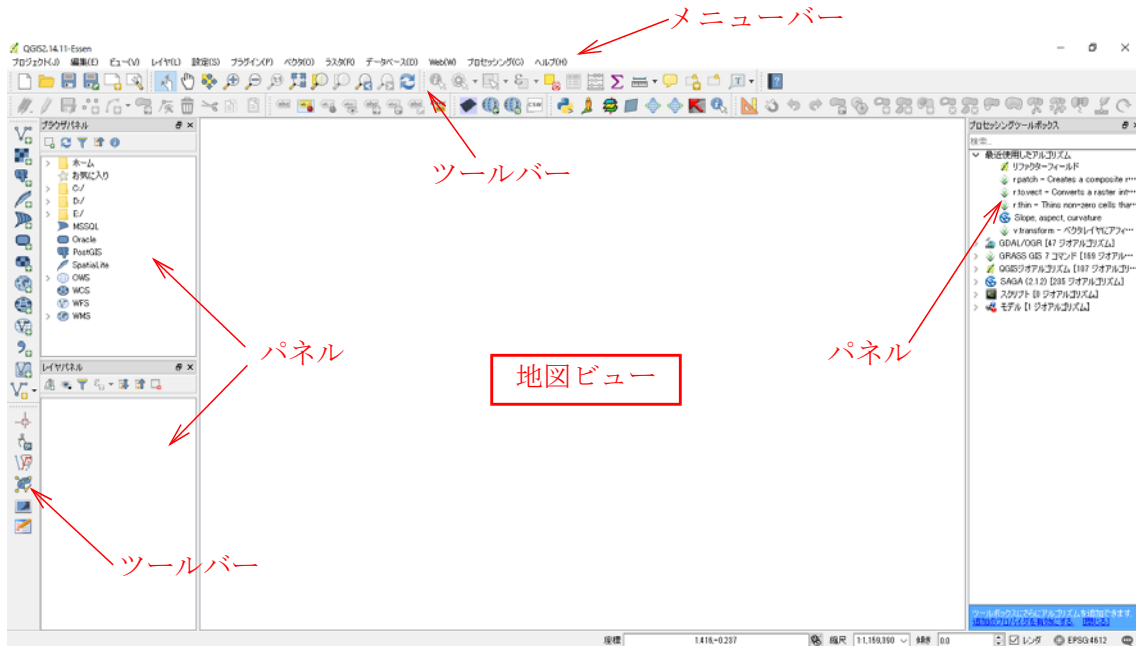 メニューバー
QGIS2.14.11-Essen
プロジェクト(J) 編集(E) ビュー(V) レイヤ(L) 設定(S) プラグイン(P) ベクタ(O) ラスタ(R) データベース(D) Web(W) プロセッシング(C) ヘルプ(H)
ツールバー
ブラウザパネル
ホーム
お気に入り
C:/
D:/
E:/
MSSQL
Oracle
PostGIS
SpatiaLite
OWS
WCS
WFS
WMS
パネル
レイヤパネル
ツールバー
地図ビュー
パネル
プロセッシングツールボックス
検索...
最近使用したアルゴリズム
リファクターフィールド
r.patch - Creates a composite r…
r.to.vect - Converts a raster int…
r.thin - Thins non-zero cells tha…
Slope, aspect, curvature
v.transform - ベクタレイヤにアフィ…
GDAL/OGR [47 ジオアルゴリズム]
GRASS GIS 7 コマンド [169 ジオアル…
QGISジオアルゴリズム [107 ジオアルゴリ…
SAGA (2.1.2) [235 ジオアルゴリズム]
スクリプト [0 ジオアルゴリズム]
モデル [1 ジオアルゴリズム]
ツールボックスにさらにアルゴリズムを追加できます.
追加のプロバイダを有効にする. [閉じる]
座標 1.416,-0.237 縮尺 1:1,159,390 傾き 0.0 レンダ EPSG:4612